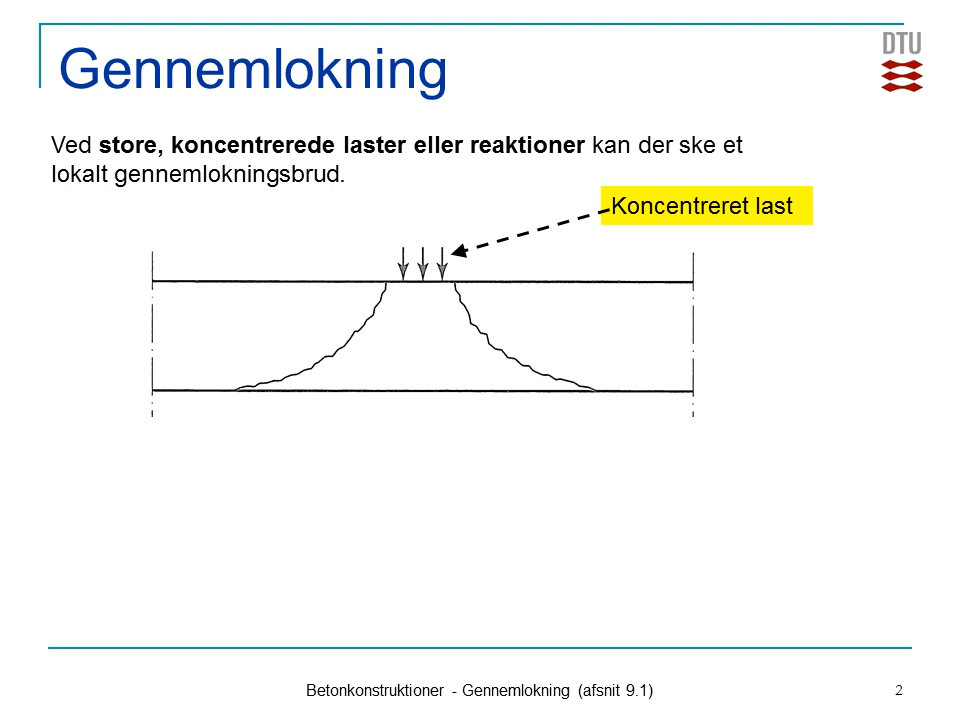 Gennemlokning
DTU
Ved store, koncentrerede laster eller reaktioner kan der ske et
lokalt gennemlokningsbrud.
Koncentreret last
Betonkonstruktioner - Gennemlokning (afsnit 9.1)
2